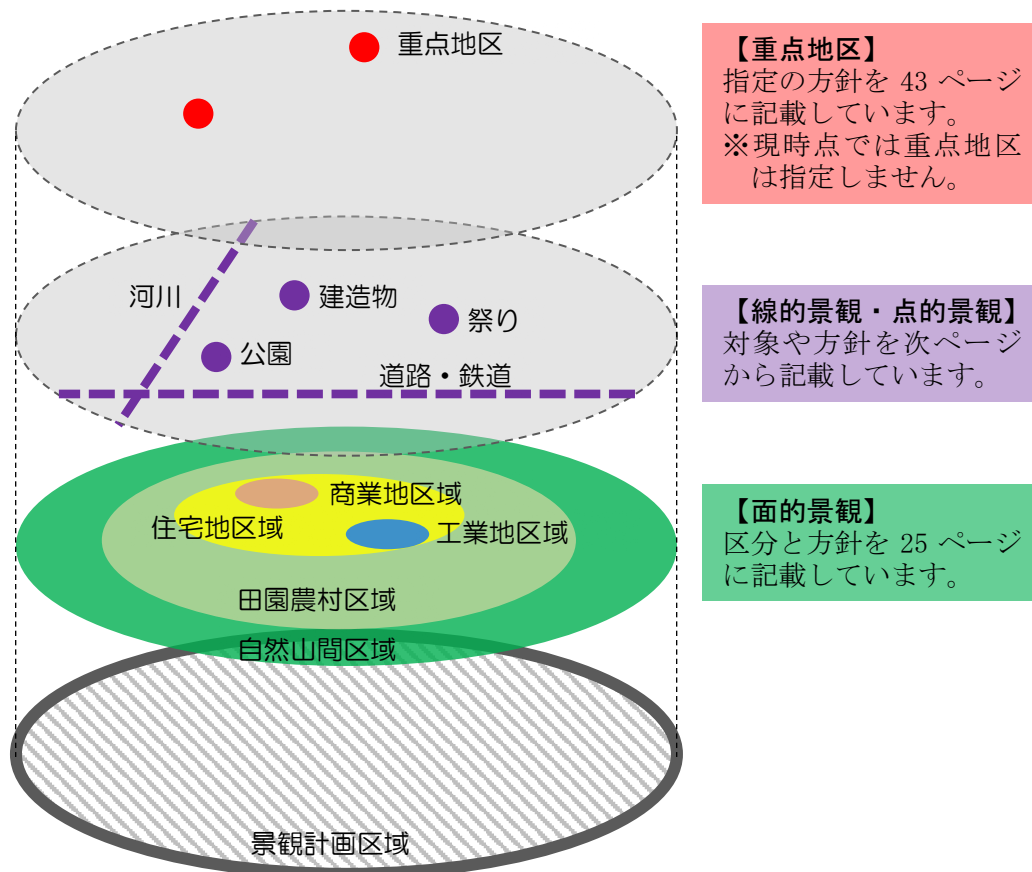 重点地区
【重点地区】
指定の方針を 43 ページ
に記載しています。
※現時点では重点地区
は指定しません。
河川
建造物
祭り
公園
道路・鉄道
【線的景観・点的景観】
対象や方針を次ページ
から記載しています。
商業地区域
住宅地区域
工業地区域
田園農村区域
自然山間区域
【面的景観】
区分と方針を 25 ページ
に記載しています。
景観計画区域